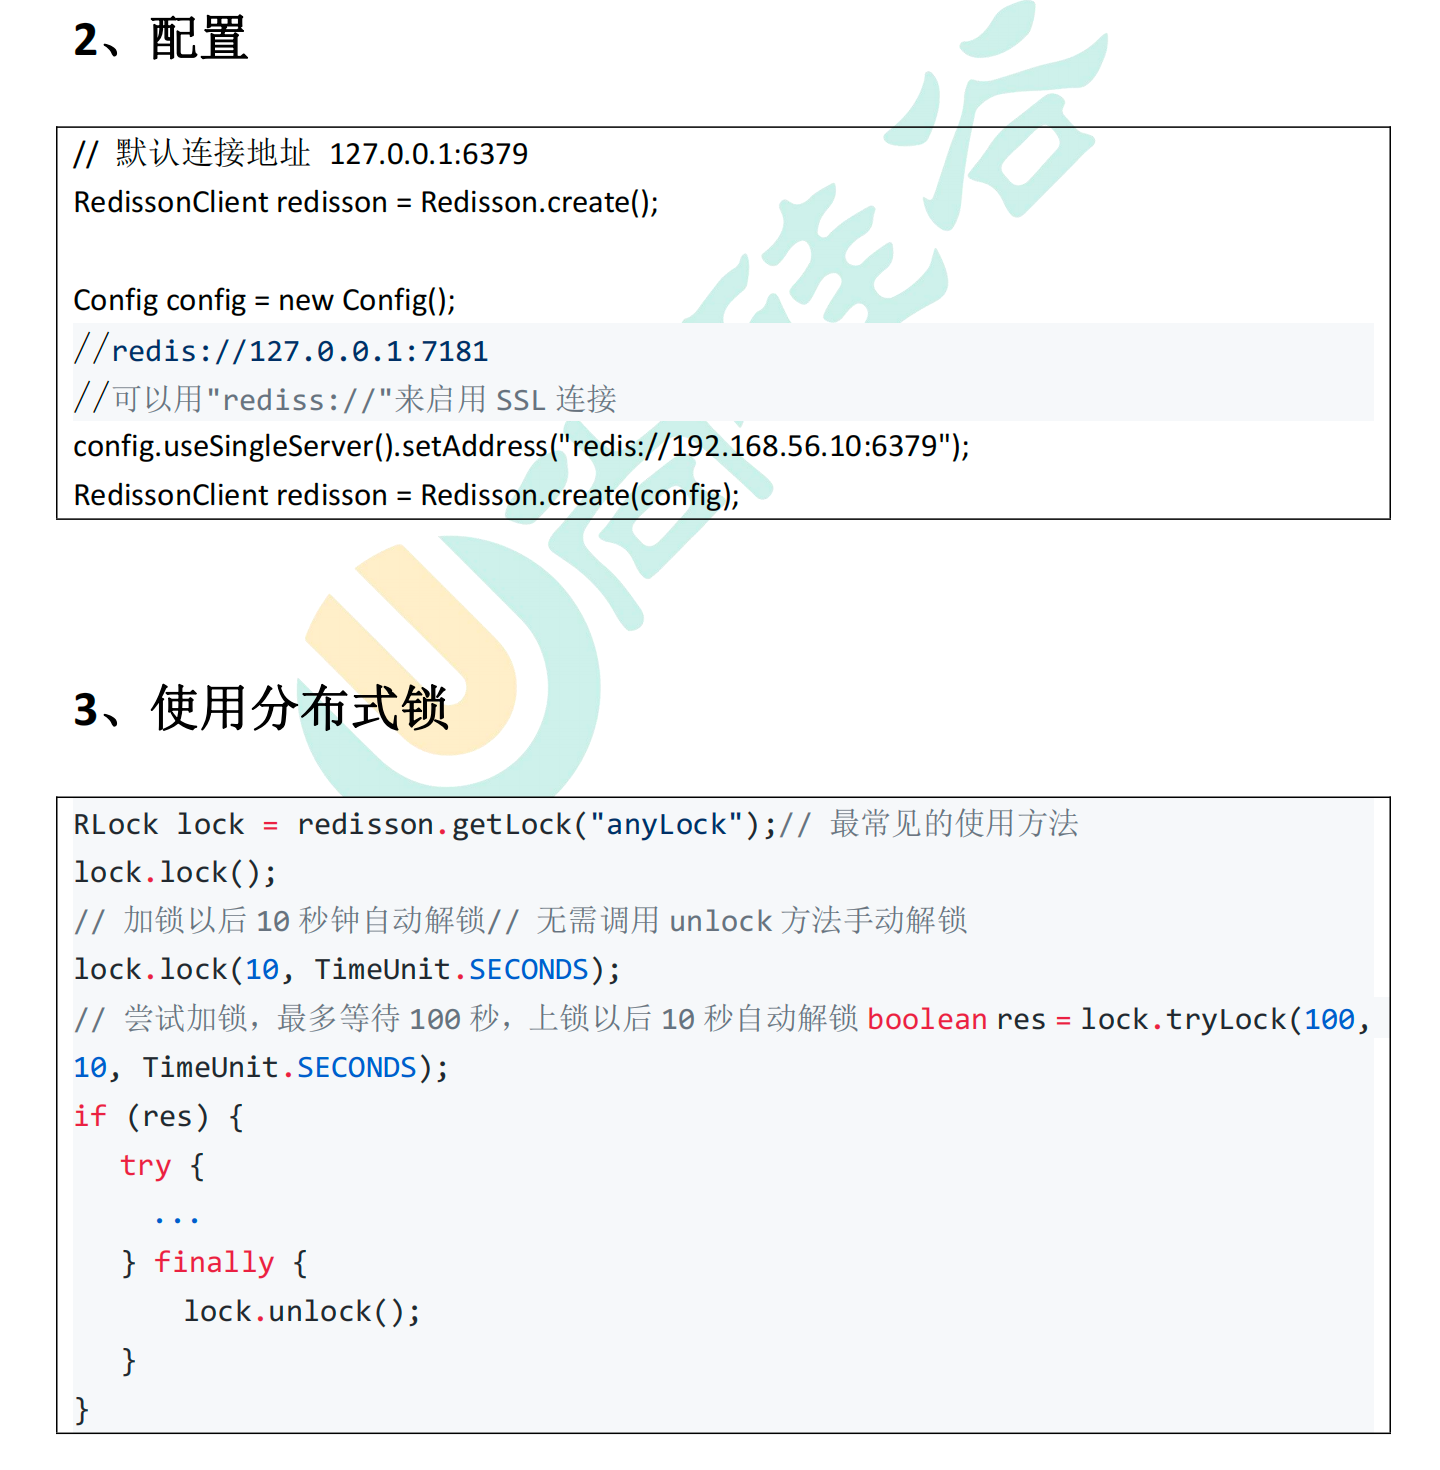 2、配置
// 默认连接地址 127.0.0.1:6379
RedissonClient redisson = Redisson.create();
Config config = new Config();
//redis://127.0.0.1:7181
//可以用"rediss://"来启用 SSL 连接
config.useSingleServer().setAddress("redis://192.168.56.10:6379");
RedissonClient redisson = Redisson.create(config);
尚硅谷
3、使用分布式锁
RLock lock = redisson.getLock("anyLock");// 最常见的使用方法
lock.lock();
// 加锁以后 10 秒钟自动解锁// 无需调用 unlock 方法手动解锁
lock.lock(10, TimeUnit.SECONDS);
// 尝试加锁，最多等待 100 秒，上锁以后 10 秒自动解锁 boolean res = lock.tryLock(100,
10, TimeUnit.SECONDS);
if (res) {
try {
...
} finally {
lock.unlock();
}
}